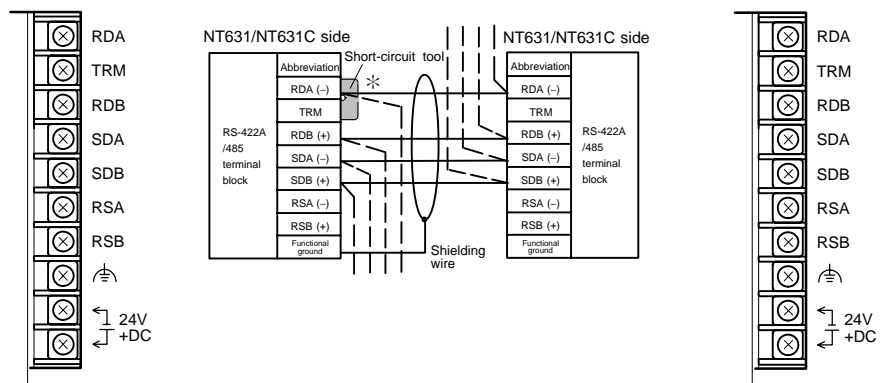 RDA
TRM
RDB
SDA
SDB
RSA
RSB
24V
+DC
NT631/NT631C side
Short-circuit tool
*
Abbreviation
RDA (–)
TRM
RDB (+)
SDA (–)
SDB (+)
RSA (–)
RSB (+)
Functional
ground
RS-422A
/485
terminal
block
Shielding
wire
NT631/NT631C side
Abbreviation
RDA (–)
TRM
RDB (+)
SDA (–)
SDB (+)
RSA (–)
RSB (+)
Functional
ground
RS-422A
/485
terminal
block
RDA
TRM
RDB
SDA
SDB
RSA
RSB
24V
+DC